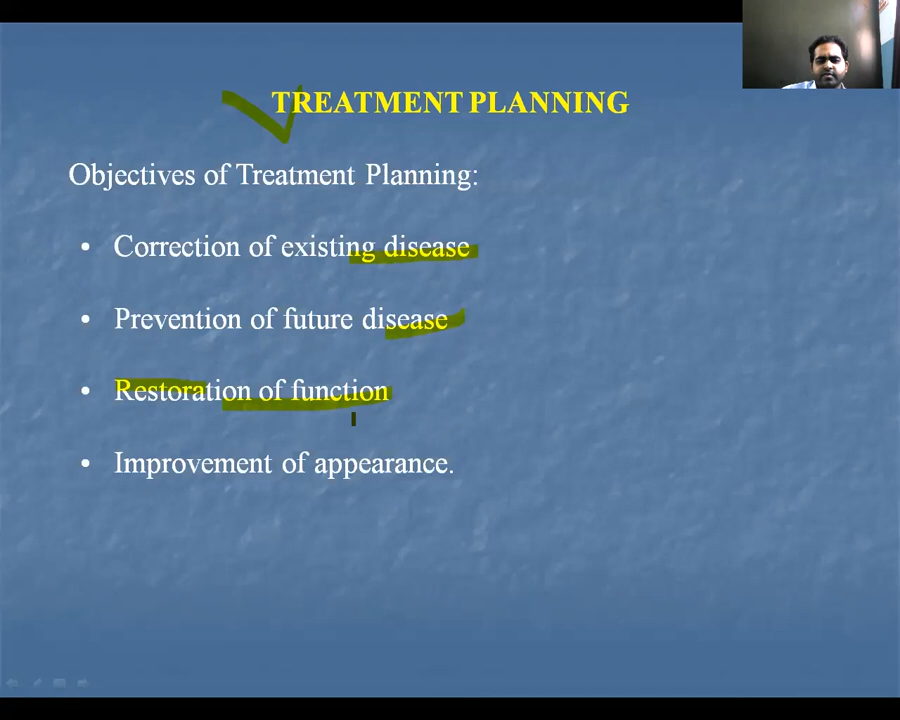 TREATMENT PLANNING
Objectives of Treatment Planning:
• Correction of existing disease
• Prevention of future disease
• Restoration of function
• Improvement of appearance.